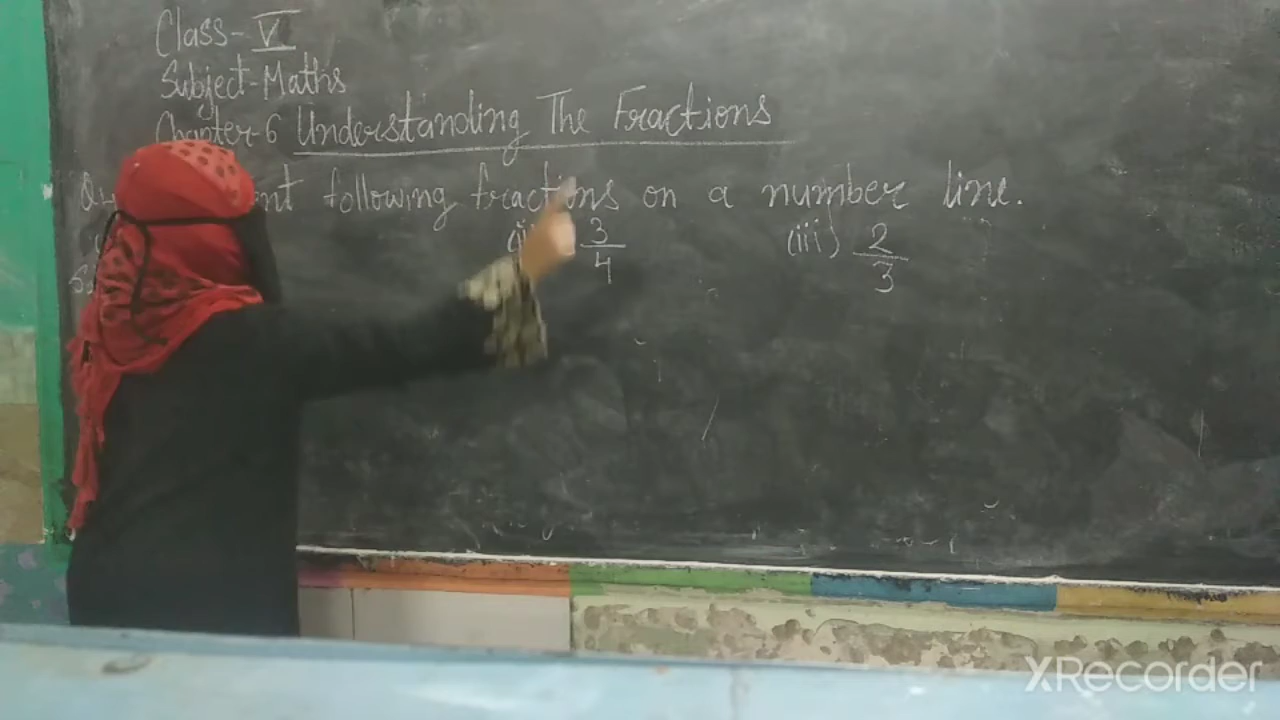 Class-V
Subject-Maths
Chapter-6 Understanding The Fractions
following fractions on a number line.
3/4 (iii) 2/3
XRecorder